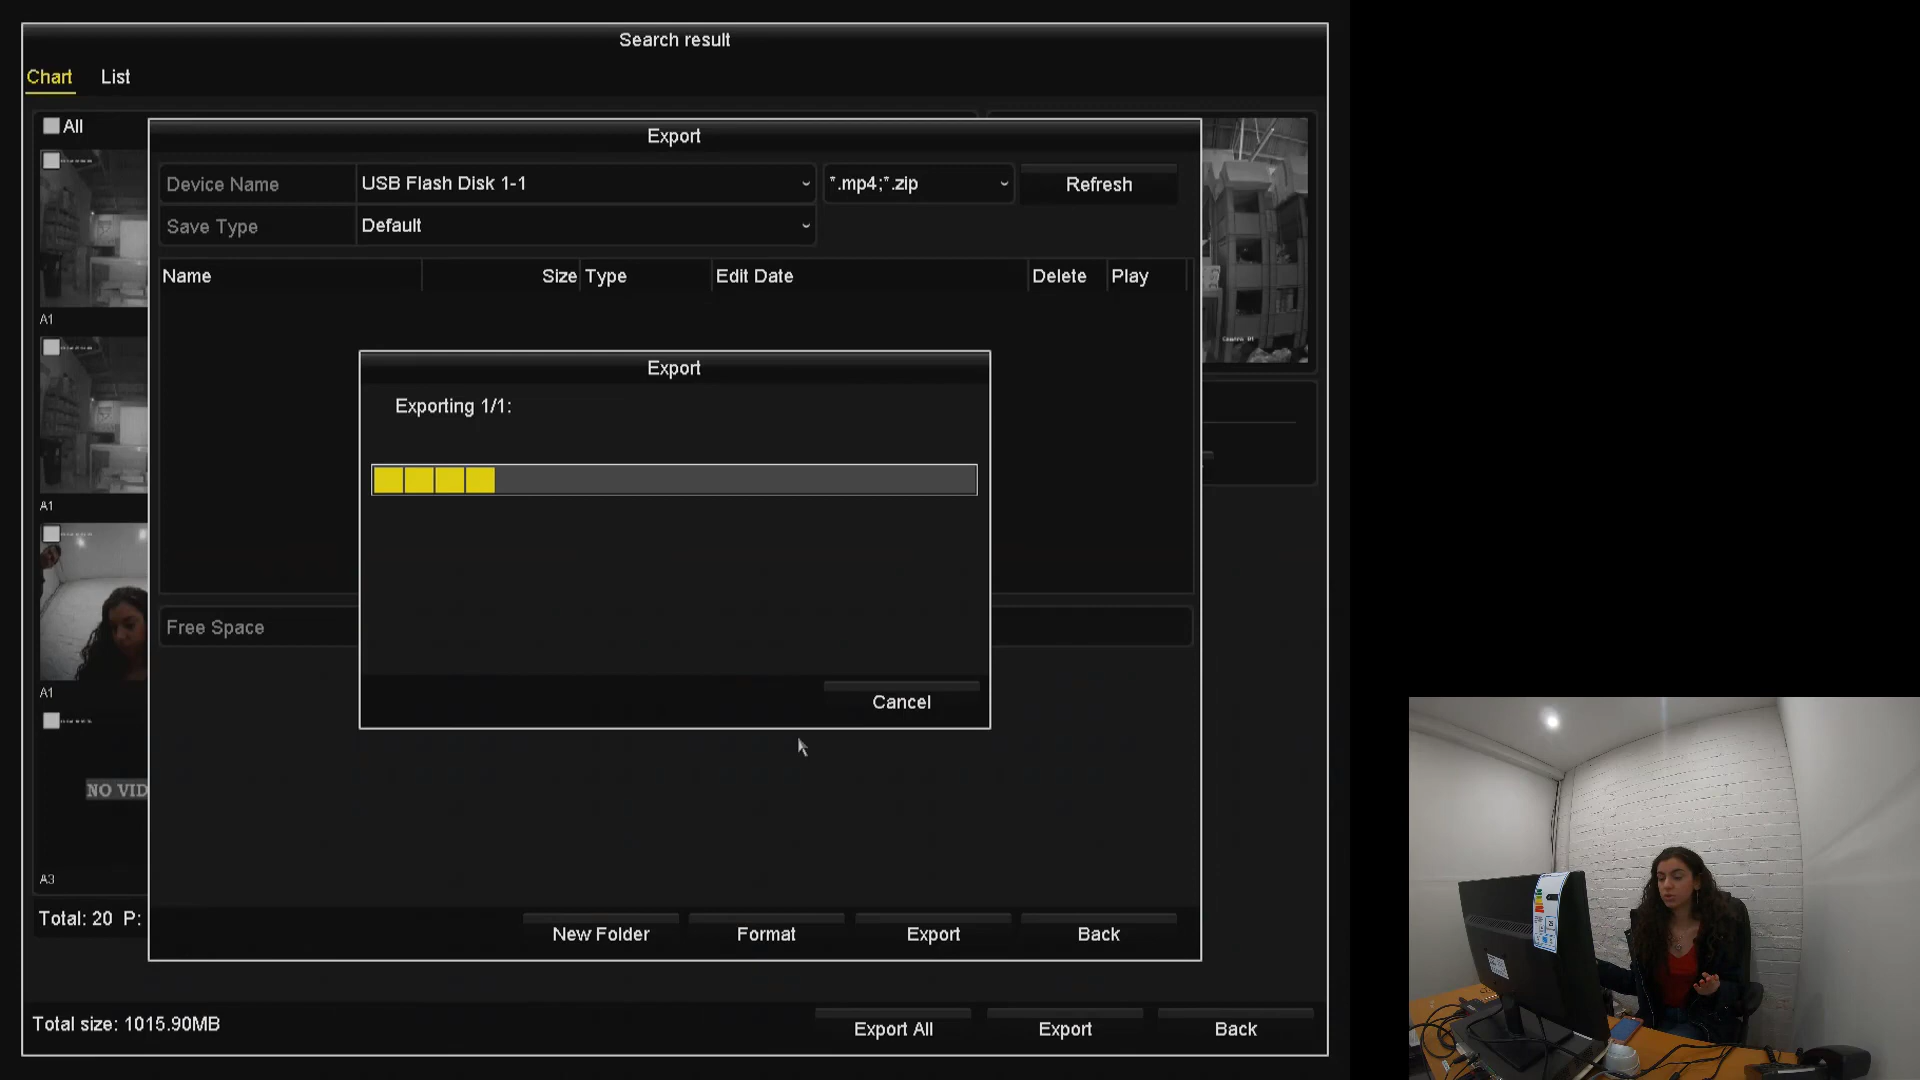 Search result
Chart List
All
Export
Device Name USB Flash Disk 1-1 *.mp4;*.zip Refresh
Save Type Default
Name Size Type Edit Date Delete Play
A1
Export
Exporting 1/1:
A1
Free Space
A1
Cancel
NO VID
A3
Total: 20 P:
New Folder Format Export Back
Total size: 1015.90MB
Export All Export Back